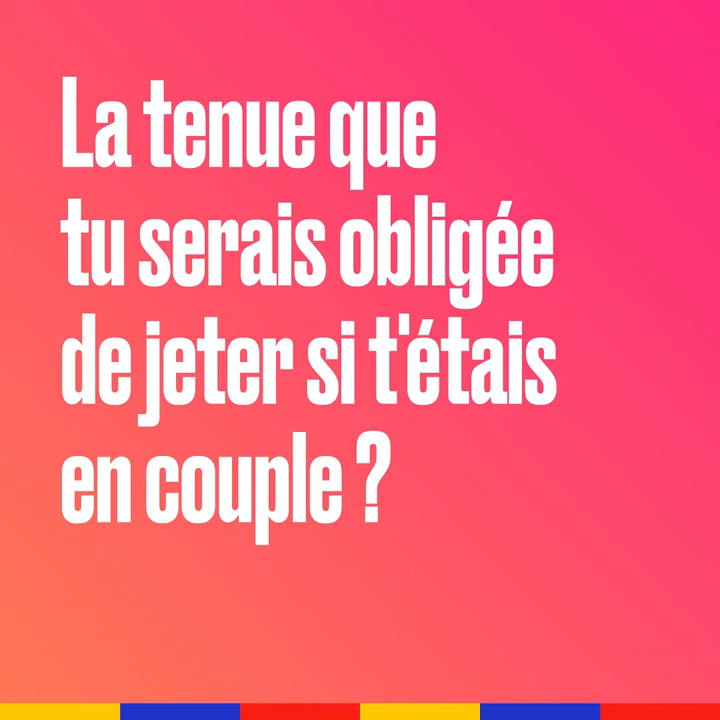 La tenue que
tu serais obligée
de jeter si t'étais
en couple ?